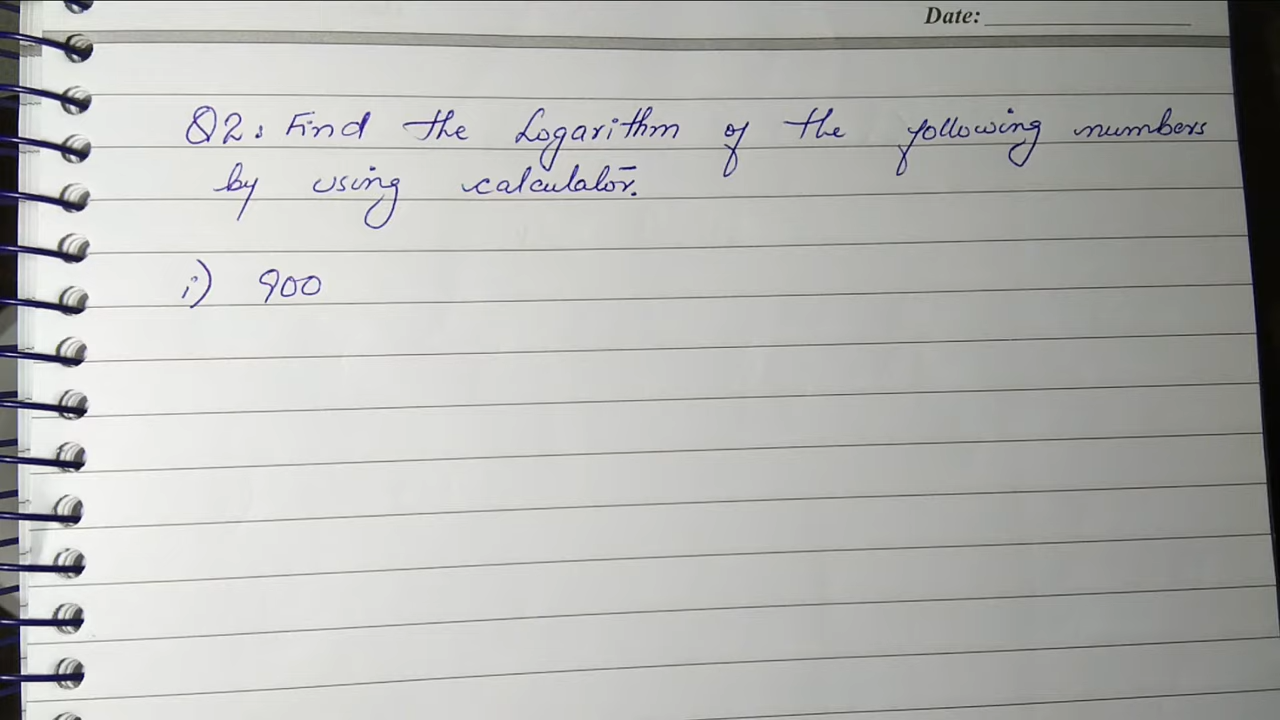 Date:
Q2: Find the Logarithm of the following numbers
by using calculator.
i) 900